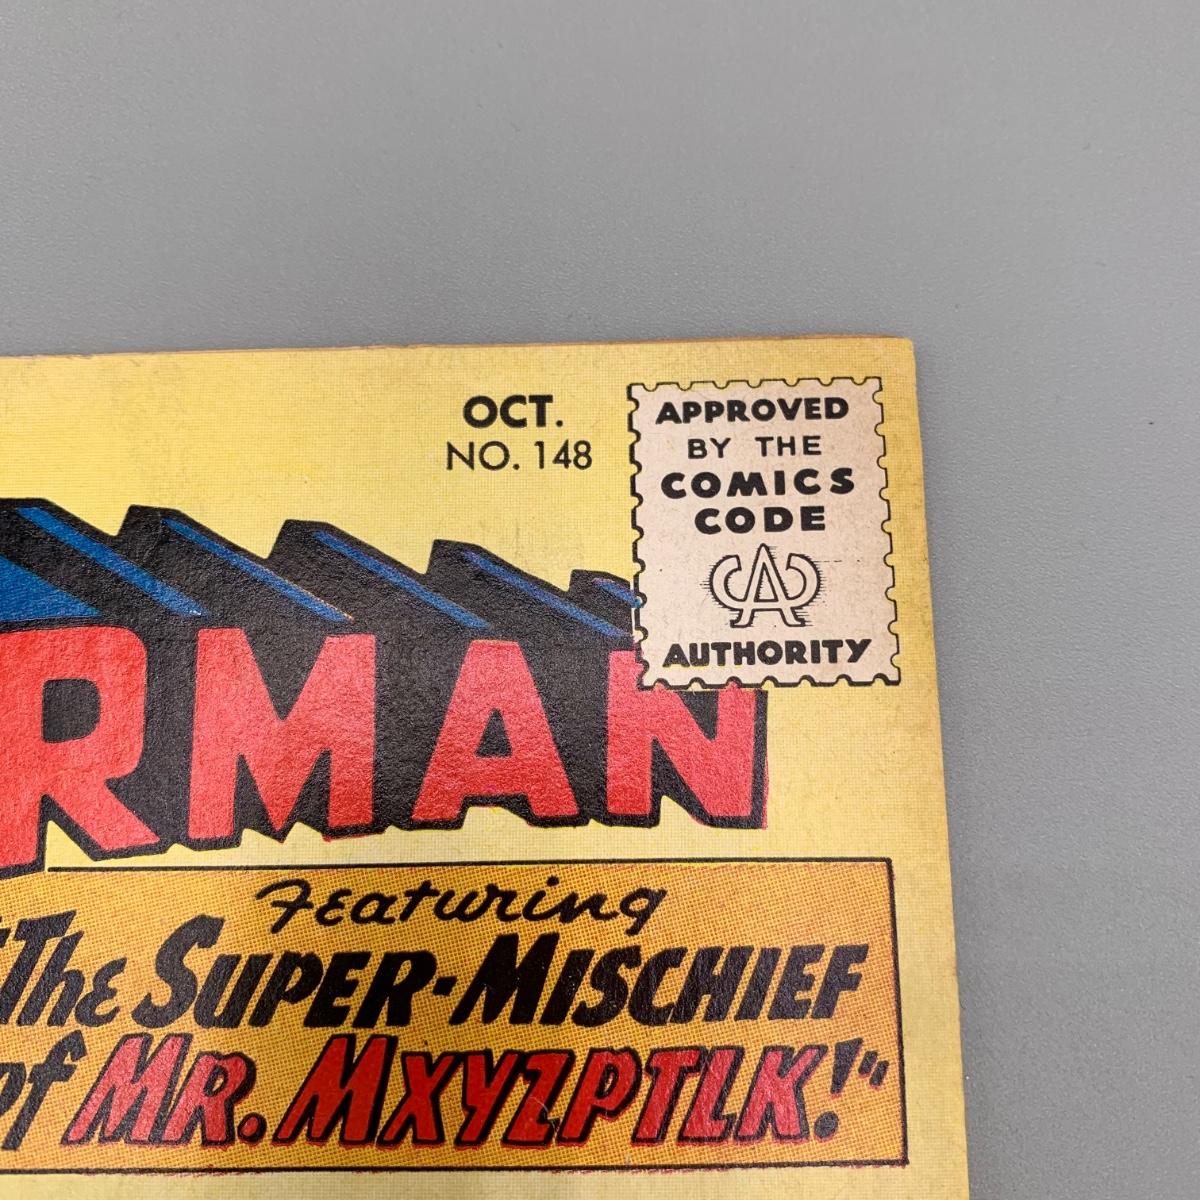 OCT.
NO. 148
APPROVED
BY THE
COMICS
CODE
CA
AUTHORITY
RMAN
Featuring
"The SUPER-MISCHIEF
of MR. MXYZPTLK!"